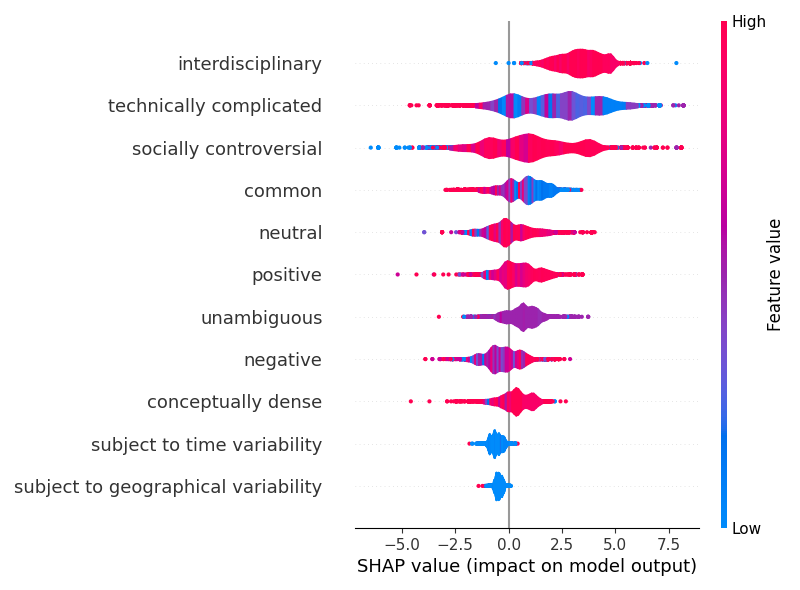 High
interdisciplinary
technically complicated
socially controversial
common
neutral
positive
unambiguous
negative
conceptually dense
subject to time variability
subject to geographical variability
Feature value
Low
−5.0 −2.5 0.0 2.5 5.0 7.5
SHAP value (impact on model output)